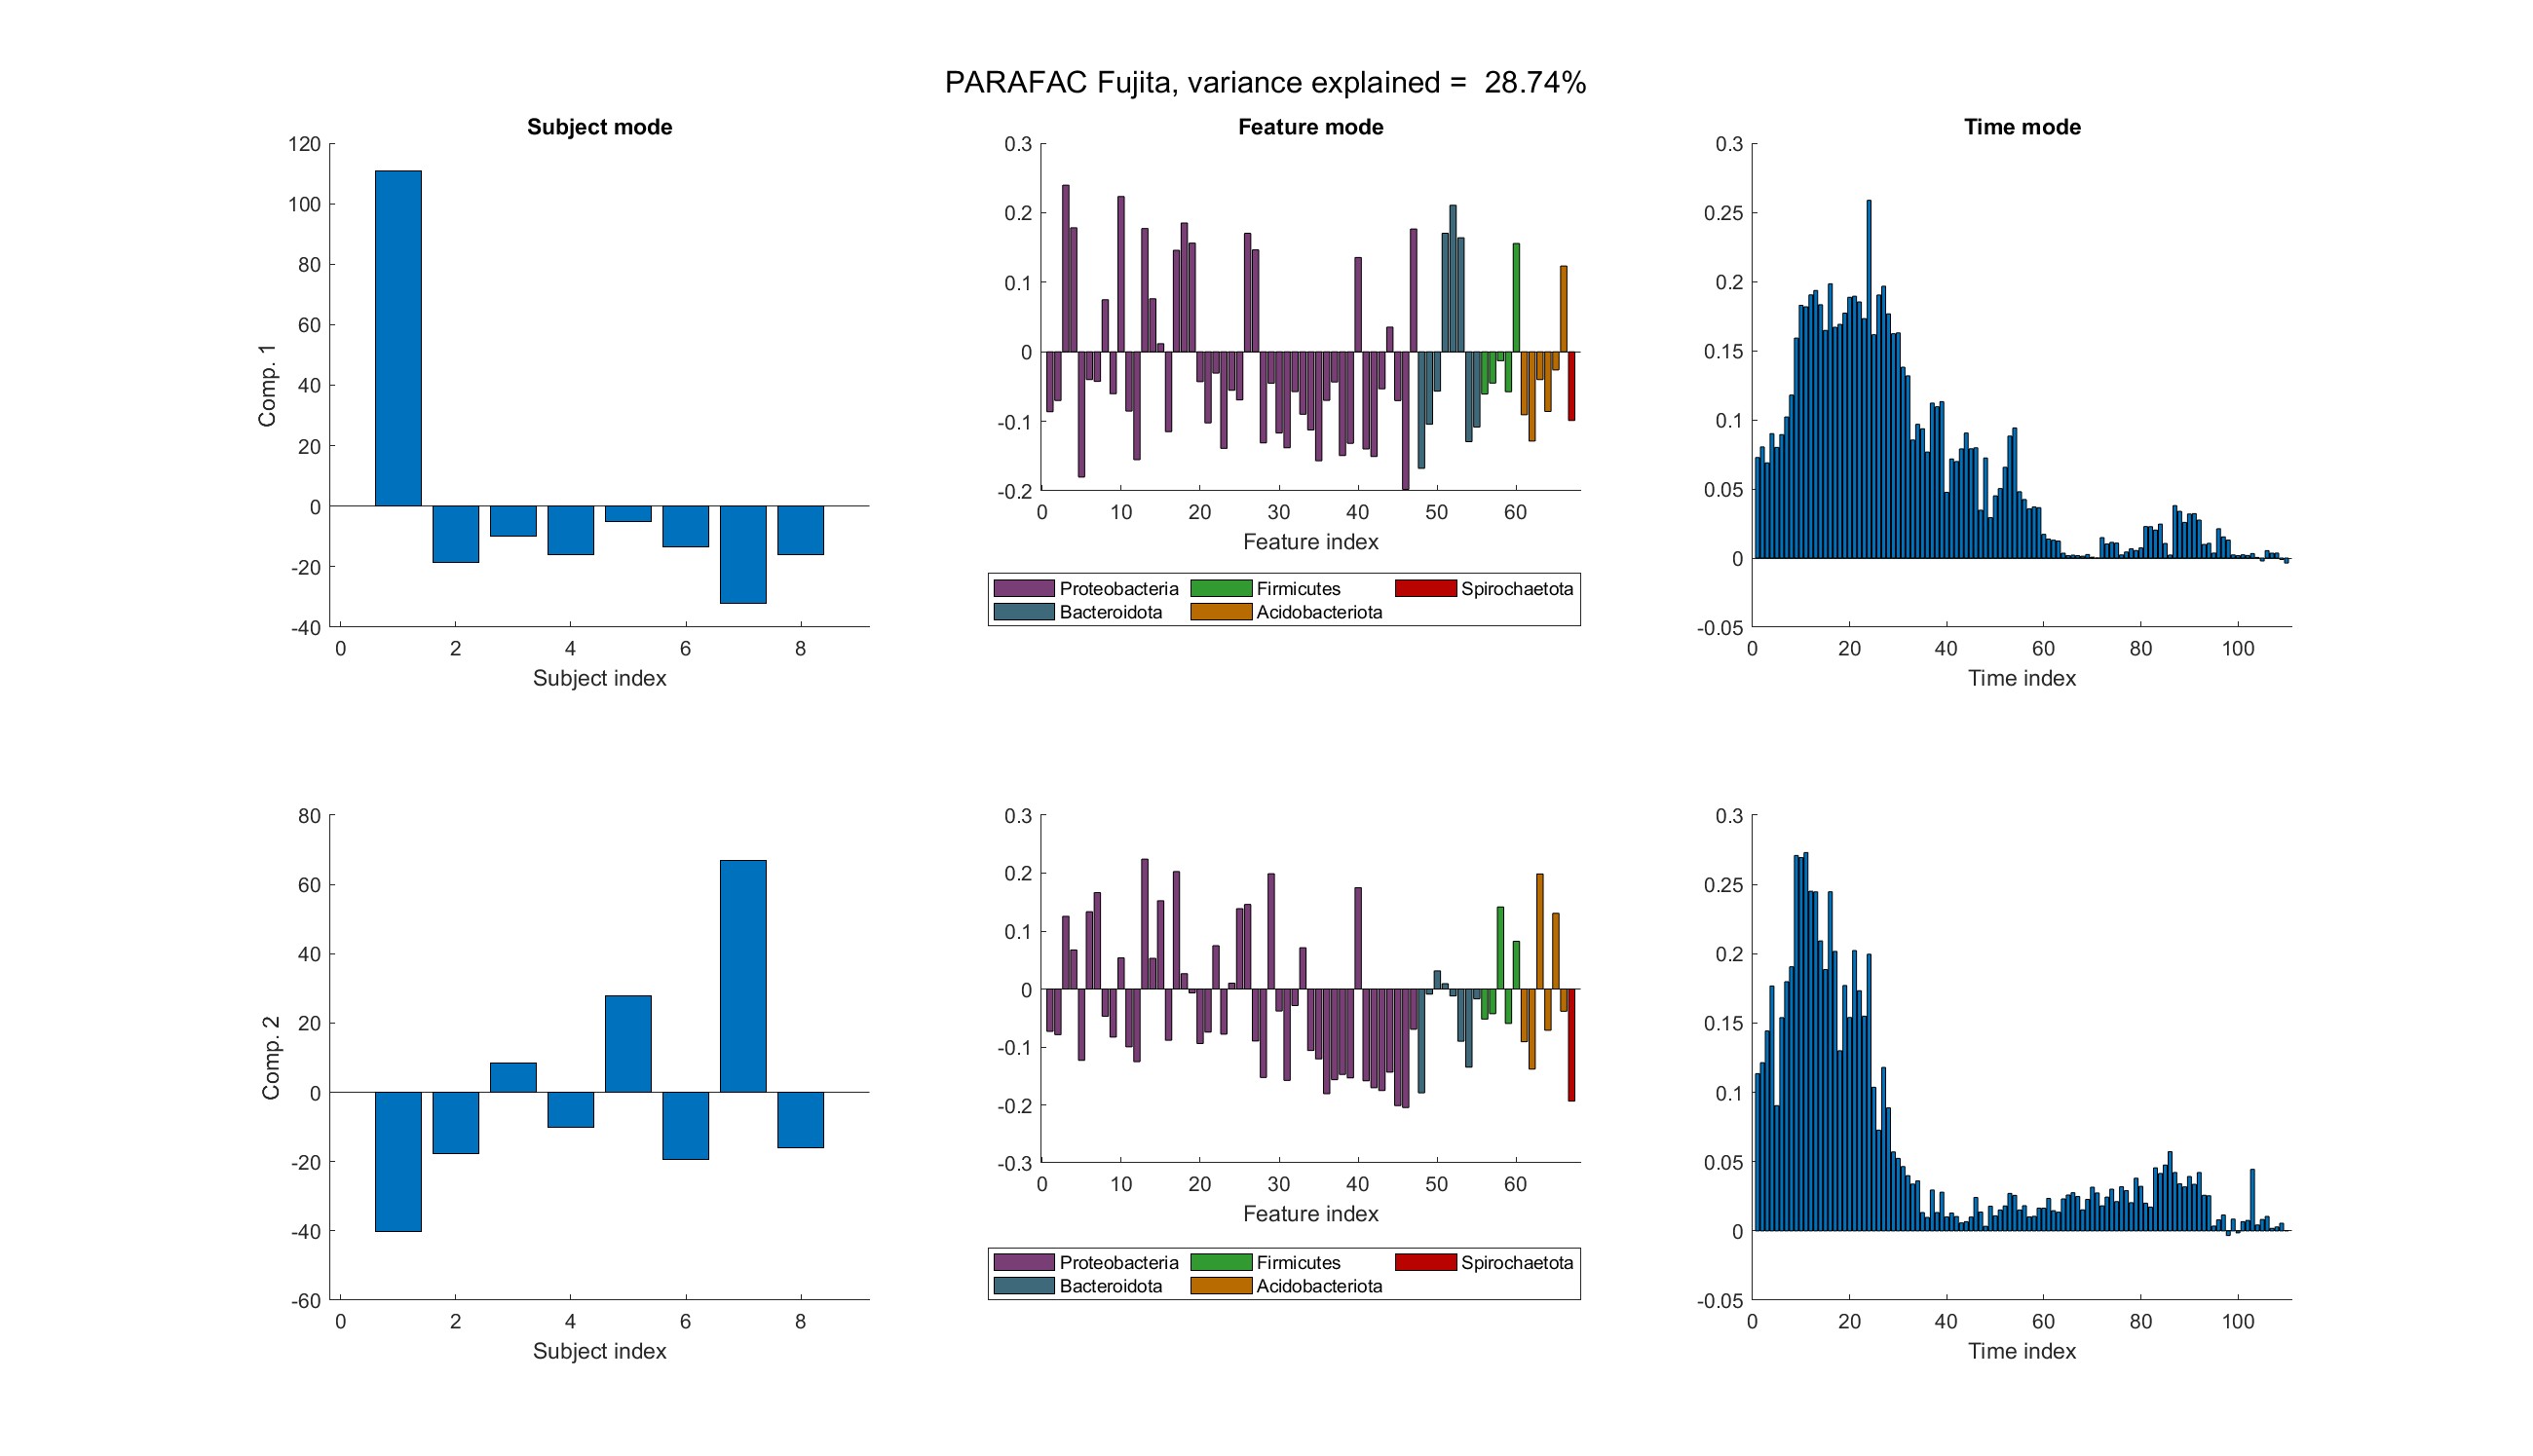 PARAFAC Fujita, variance explained =  28.74%
Subject mode
Feature mode
Time mode
120
100
80
60
40
20
0
-20
-40
0 2 4 6 8
Comp. 1
Subject index
0.3
0.2
0.1
0
-0.1
-0.2
0 10 20 30 40 50 60
Feature index
Proteobacteria Firmicutes Spirochaetota
Bacteroidota Acidobacteriota
0.3
0.25
0.2
0.15
0.1
0.05
0
-0.05
0 20 40 60 80 100
Time index
80
60
40
20
0
-20
-40
-60
0 2 4 6 8
Comp. 2
Subject index
0.3
0.2
0.1
0
-0.1
-0.2
-0.3
0 10 20 30 40 50 60
Feature index
Proteobacteria Firmicutes Spirochaetota
Bacteroidota Acidobacteriota
0.3
0.25
0.2
0.15
0.1
0.05
0
-0.05
0 20 40 60 80 100
Time index